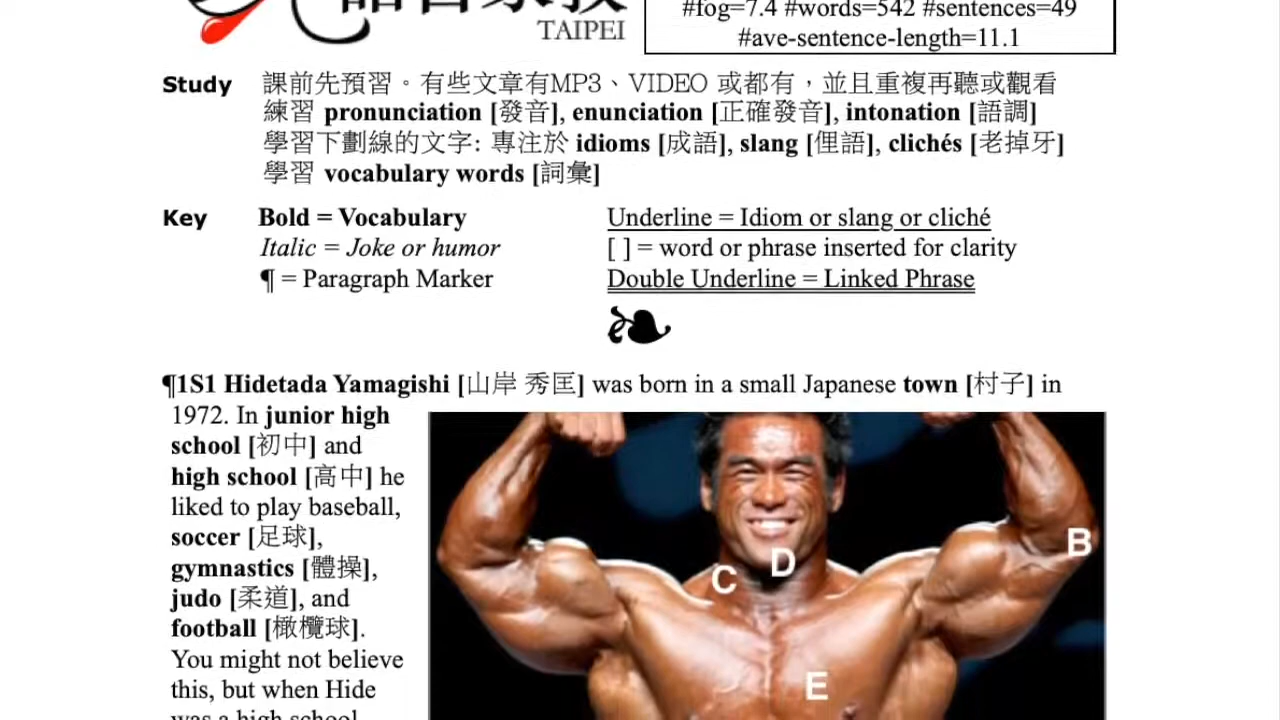 TAIPEI
#fog=7.4 #words=542 #sentences=49
#ave-sentence-length=11.1
Study 課前先預習。有些文章有MP3、VIDEO 或都有，並且重複再聽或觀看
練習 pronunciation [發音], enunciation [正確發音], intonation [語調]
學習下劃線的文字: 專注於 idioms [成語], slang [俚語], clichés [老掉牙]
學習 vocabulary words [詞彙]
Key Bold = Vocabulary Underline = Idiom or slang or cliché
Italic = Joke or humor [ ] = word or phrase inserted for clarity
¶ = Paragraph Marker Double Underline = Linked Phrase
¶1S1 Hidetada Yamagishi [山岸 秀匡] was born in a small Japanese town [村子] in
1972. In junior high
school [初中] and
high school [高中] he
liked to play baseball,
soccer [足球],
gymnastics [體操],
judo [柔道], and
football [橄欖球].
You might not believe
this, but when Hide
was a high school
B
D
C
E